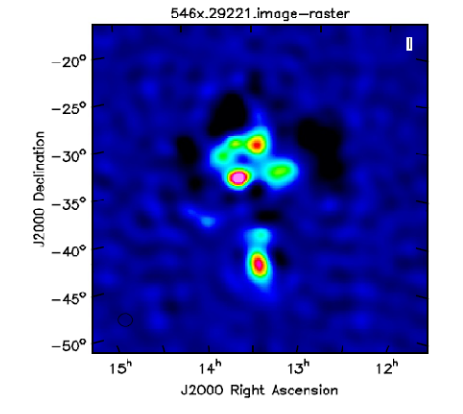 546x.29221.image-raster
I
-20°
-25°
-30°
-35°
-40°
-45°
-50°
J2000 Declination
15ʰ 14ʰ 13ʰ 12ʰ
J2000 Right Ascension